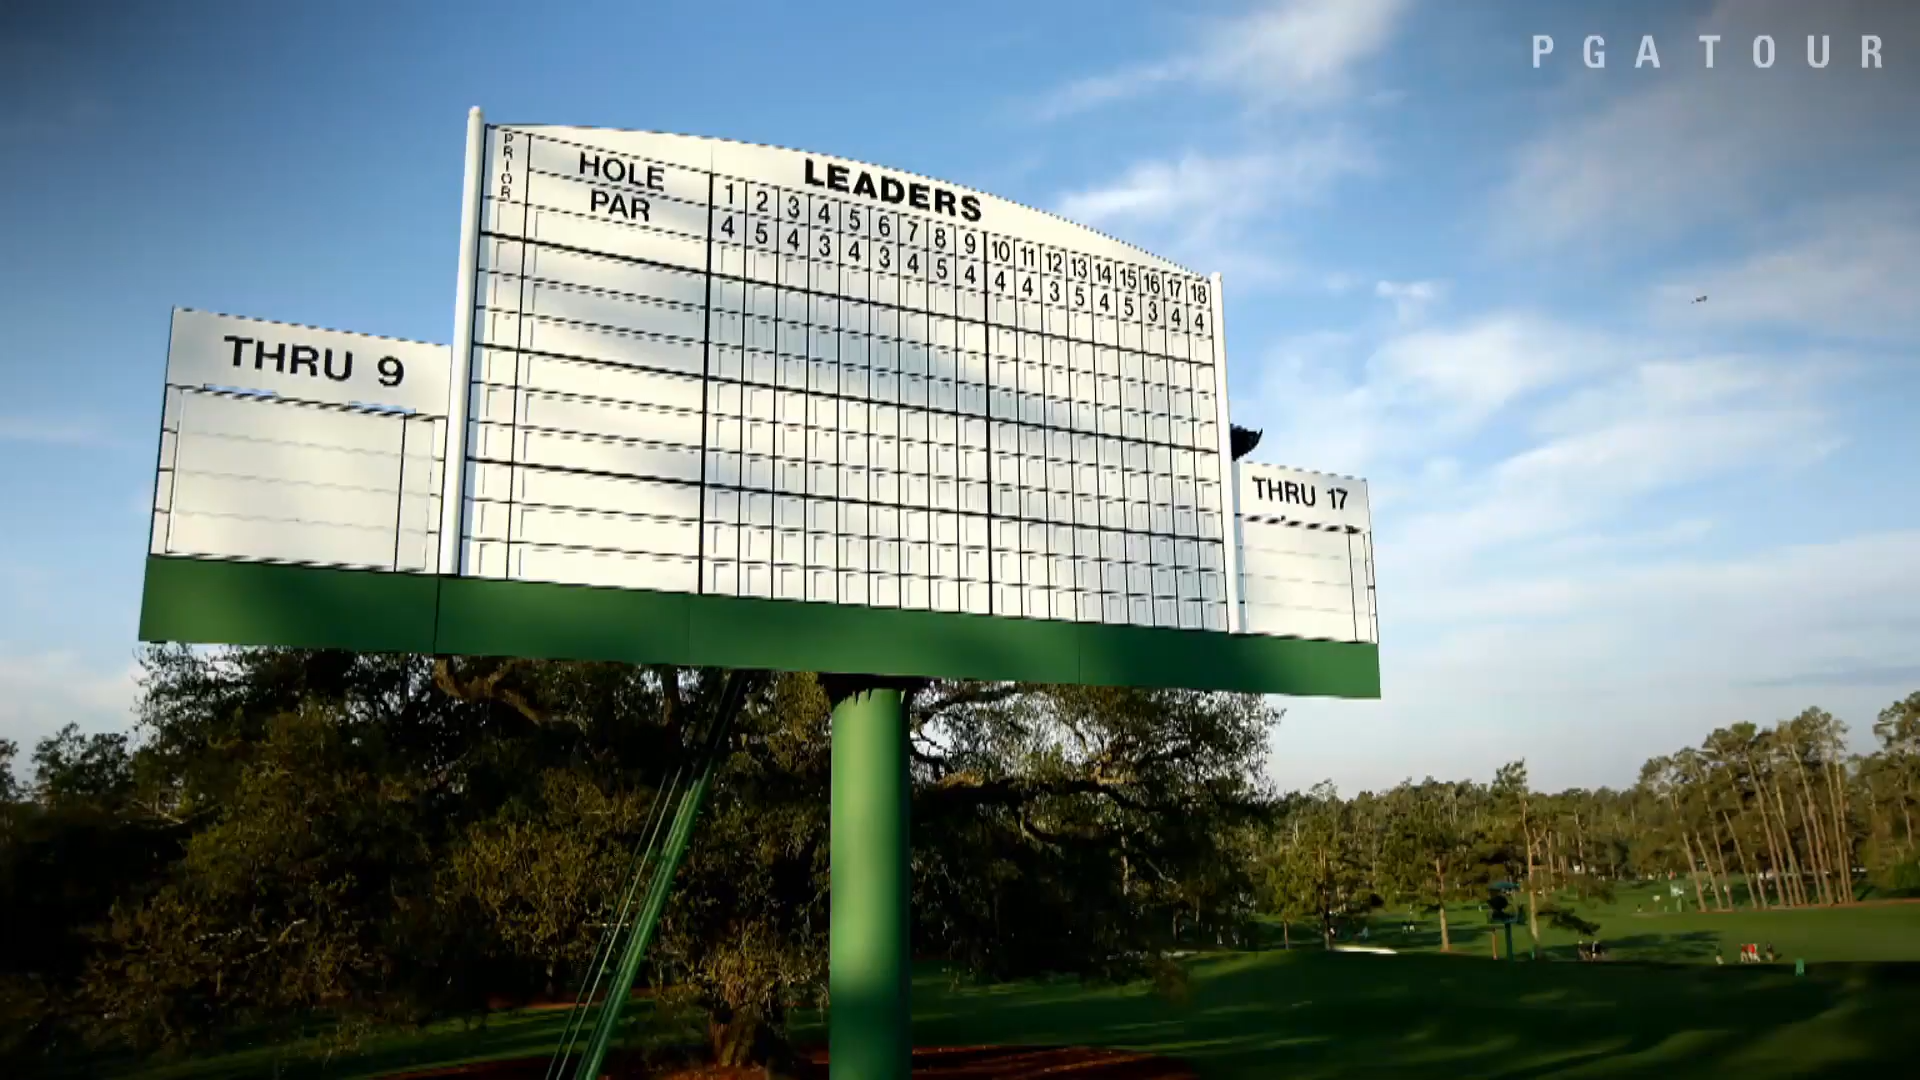 PGA TOUR
LEADERS
PRIOR
HOLE 1 2 3 4 5 6 7 8 9 10 11 12 13 14 15 16 17 18
PAR 4 5 4 3 4 3 4 5 4 4 4 3 5 4 5 3 4 4
THRU 9
THRU 17